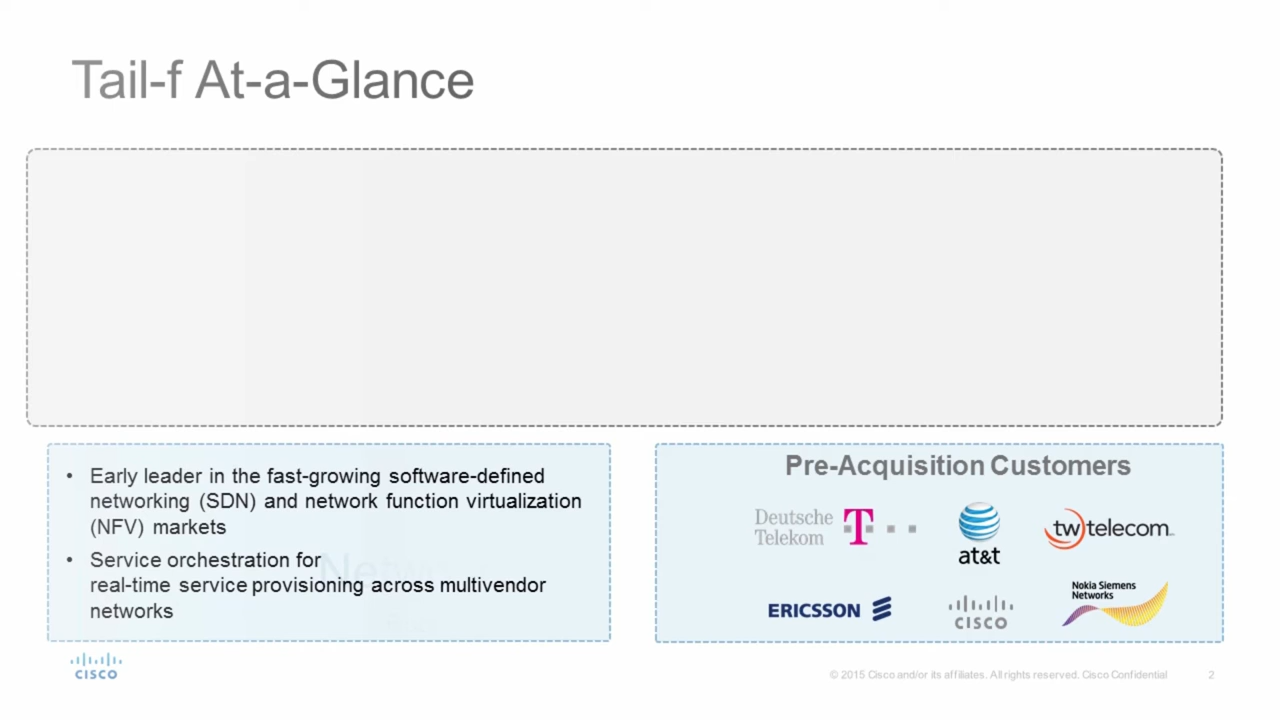 Tail-f At-a-Glance
• Early leader in the fast-growing software-defined
networking (SDN) and network function virtualization
(NFV) markets
• Service orchestration for
real-time service provisioning across multivendor
networks
Pre-Acquisition Customers
Deutsche
Telekom T
at&t
tw telecom
ERICSSON
CISCO
Nokia Siemens
Networks
CISCO
© 2015 Cisco and/or its affiliates. All rights reserved. Cisco Confidential 2